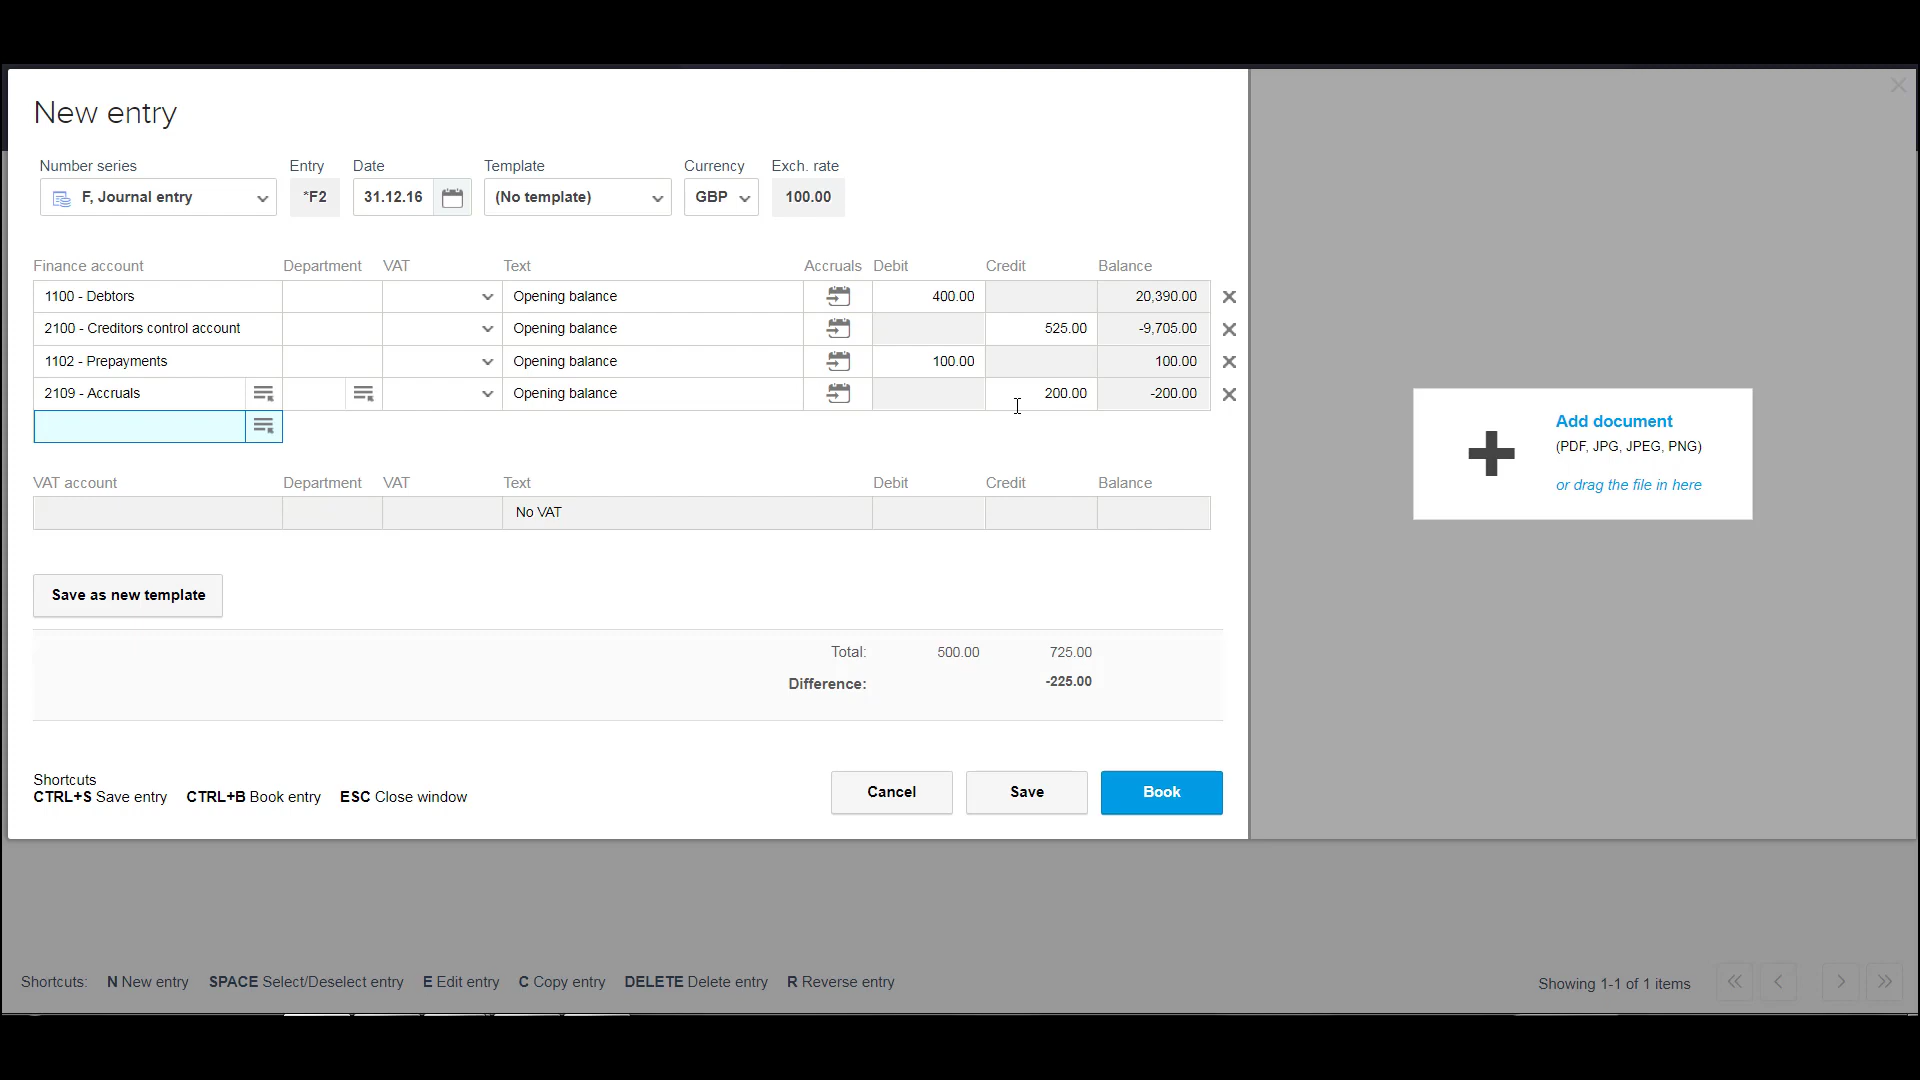 New entry
Number series Entry Date Template Currency Exch. rate
F, Journal entry *F2 31.12.16 (No template) GBP 100.00
Finance account Department VAT Text Accruals Debit Credit Balance
1100 - Debtors Opening balance 400.00 20,390.00
2100 - Creditors control account Opening balance 525.00 -9,705.00
1102 - Prepayments Opening balance 100.00 100.00
2109 - Accruals Opening balance 200.00 -200.00
VAT account Department VAT Text Debit Credit Balance
No VAT
Save as new template
Total: 500.00 725.00
Difference: -225.00
Shortcuts
CTRL+S Save entry CTRL+B Book entry ESC Close window
Cancel Save Book
Add document
(PDF, JPG, JPEG, PNG)
or drag the file in here
Shortcuts: N New entry SPACE Select/Deselect entry E Edit entry C Copy entry DELETE Delete entry R Reverse entry
Showing 1-1 of 1 items